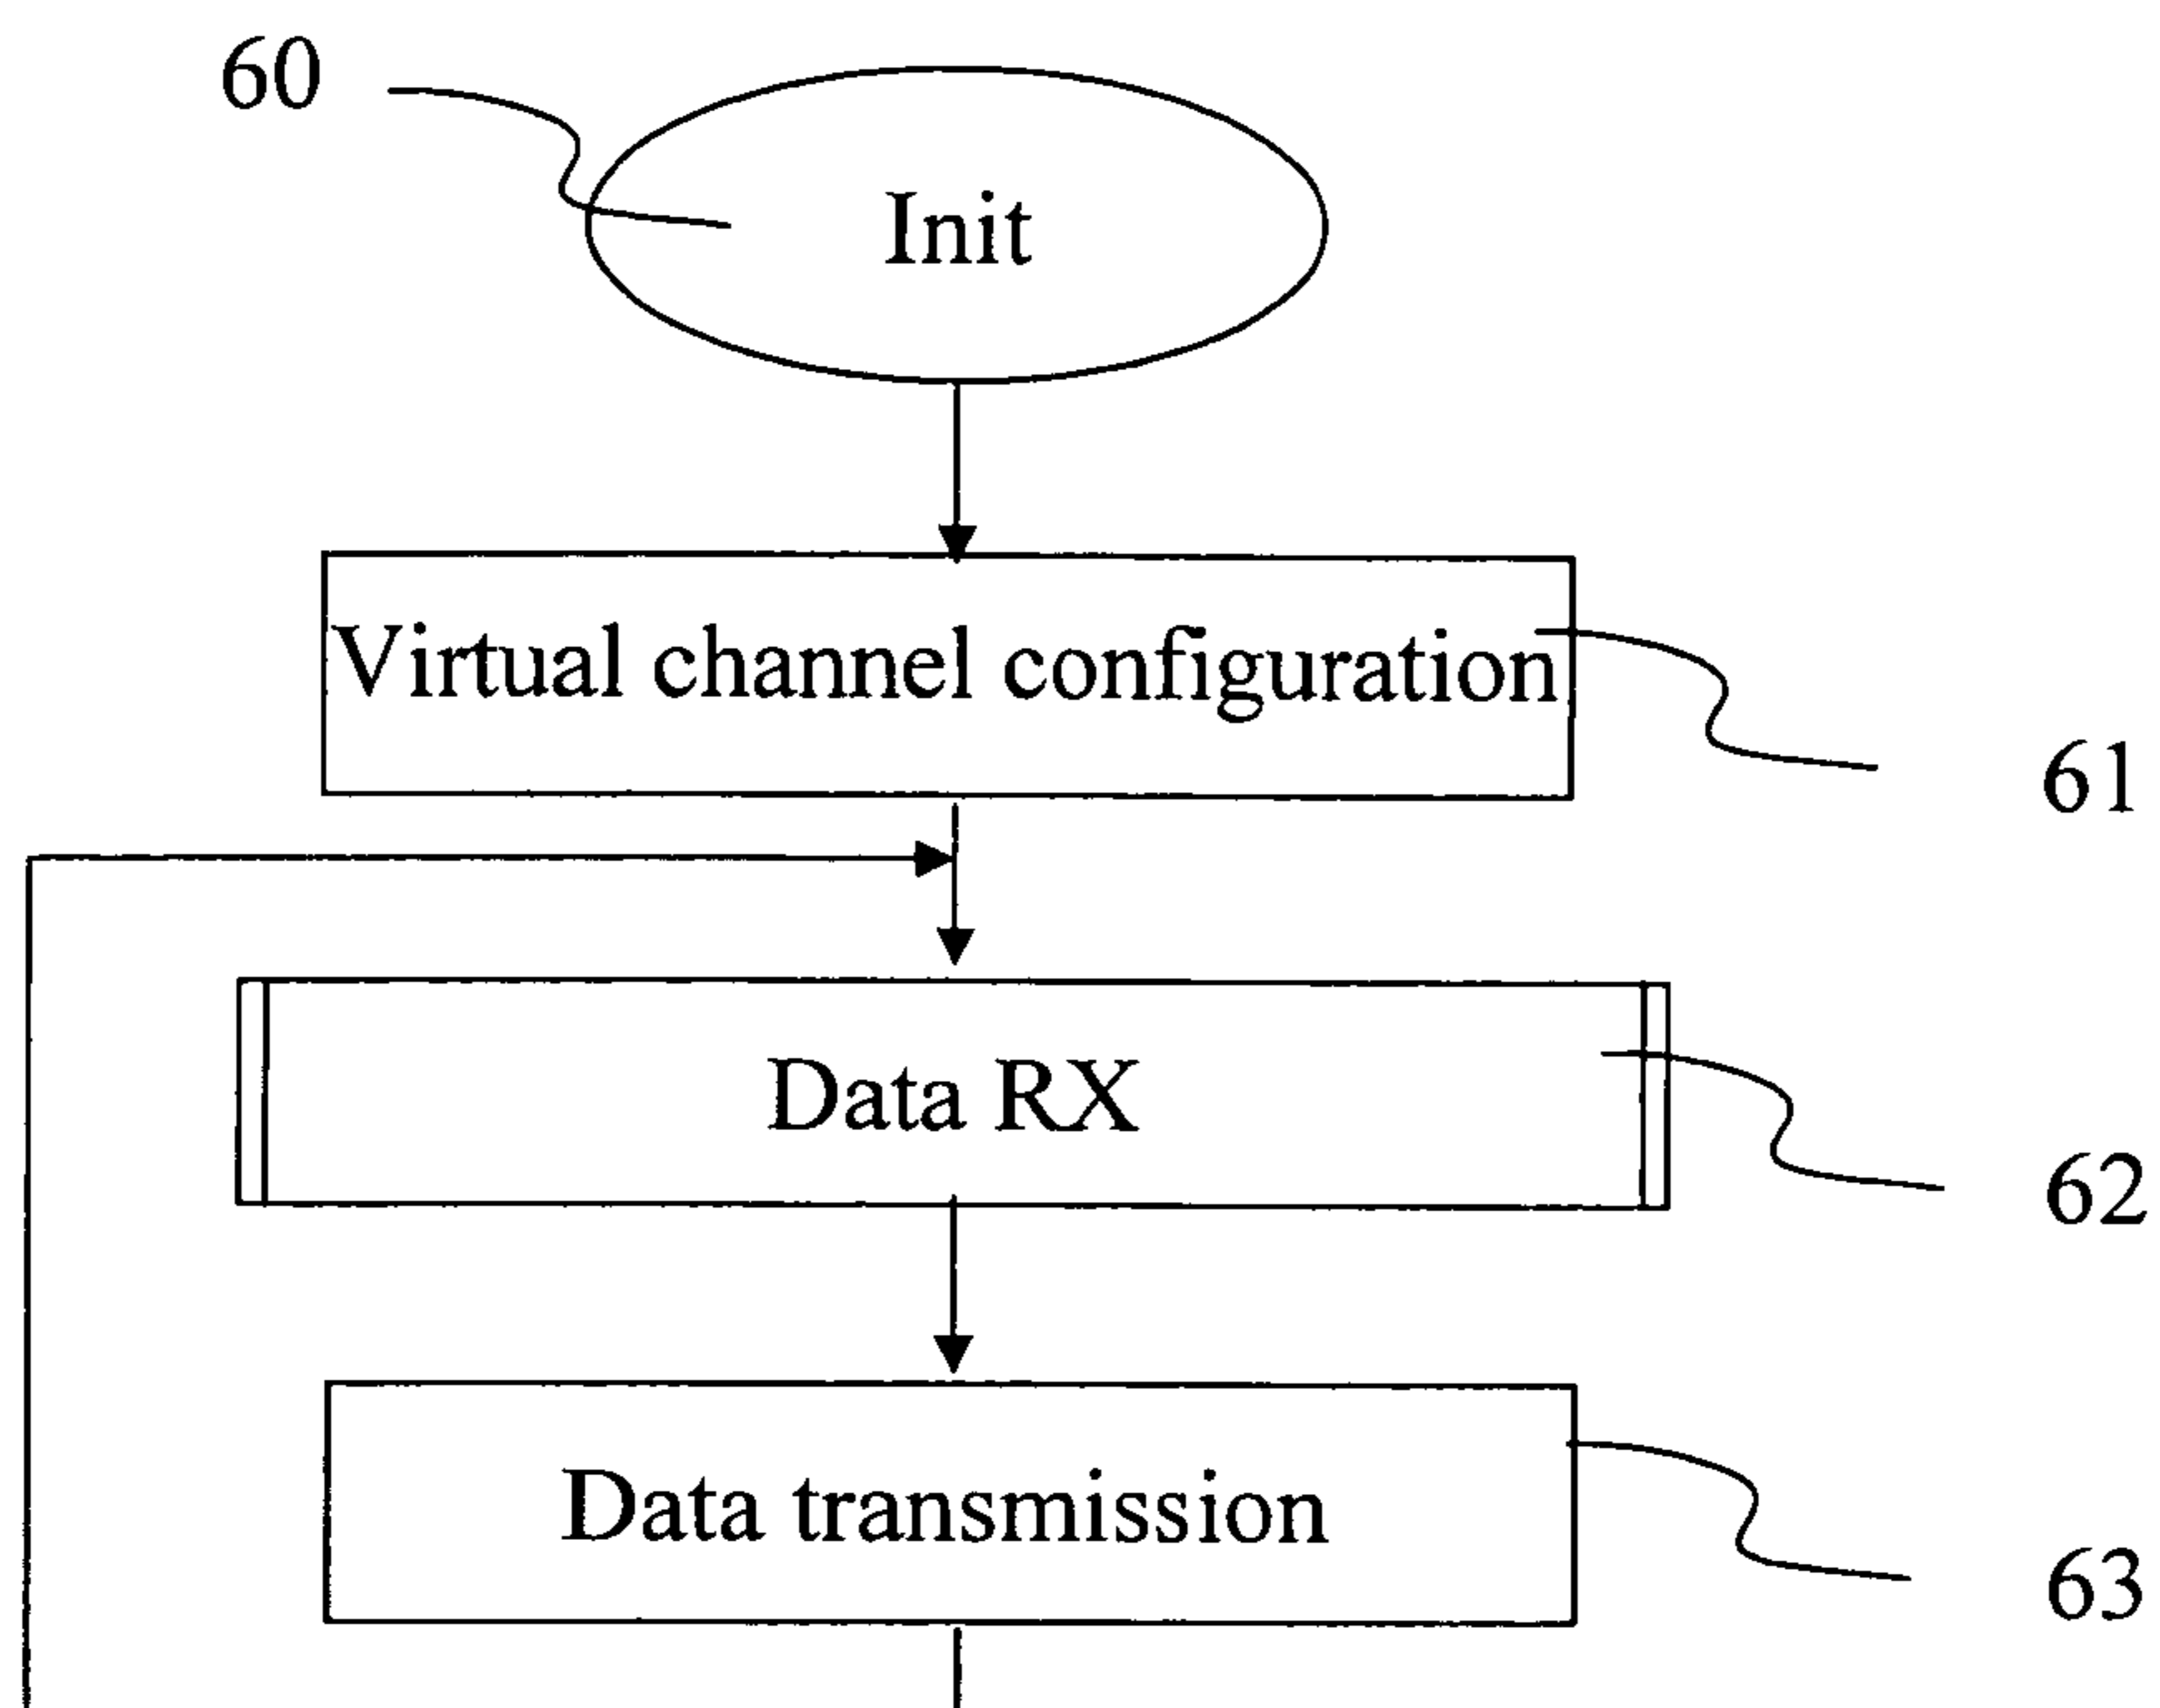 60
Init
Virtual channel configuration
61
Data RX
62
Data transmission
63